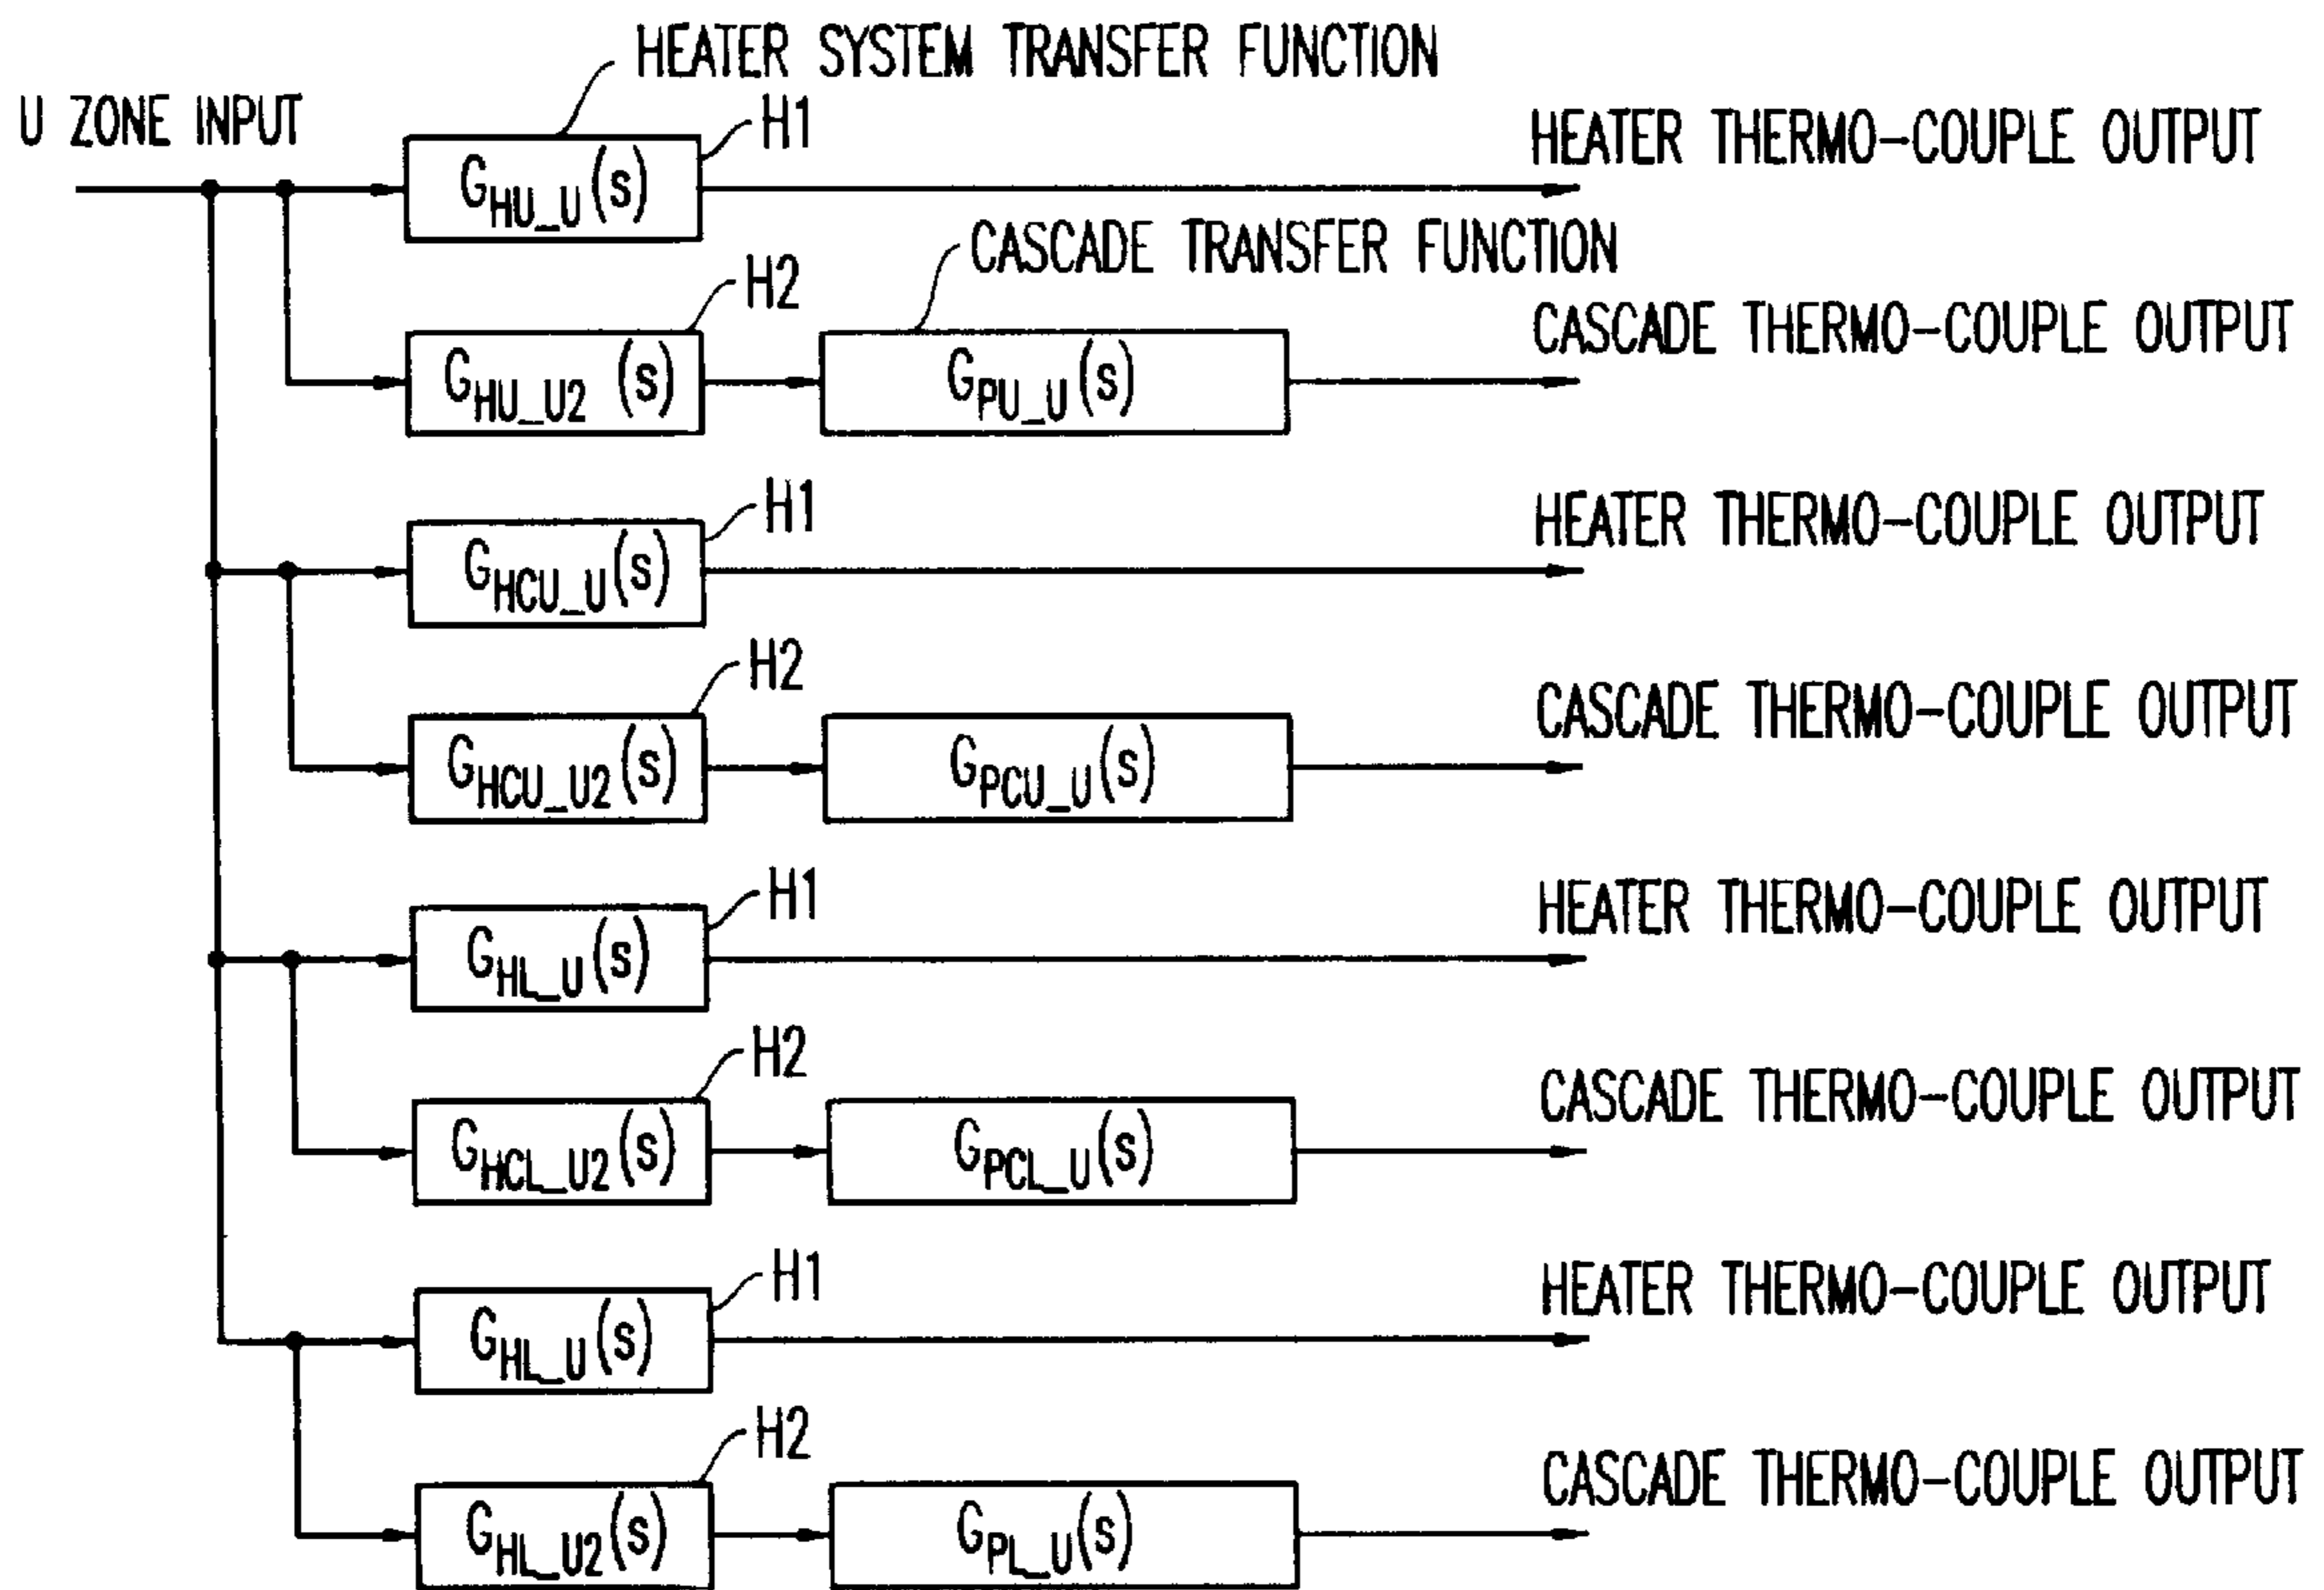 HEATER SYSTEM TRANSFER FUNCTION
U ZONE INPUT
H1
HEATER THERMO-COUPLE OUTPUT
G_HU_U(s)
CASCADE TRANSFER FUNCTION
H2
CASCADE THERMO-COUPLE OUTPUT
G_HU_U2 (s)
G_PU_U(s)
H1
HEATER THERMO-COUPLE OUTPUT
G_HCU_U(s)
H2
CASCADE THERMO-COUPLE OUTPUT
G_HCU_U2(s)
G_PCU_U(s)
H1
HEATER THERMO-COUPLE OUTPUT
G_HL_U(s)
H2
CASCADE THERMO-COUPLE OUTPUT
G_HCL_U2(s)
G_PCL_U(s)
H1
HEATER THERMO-COUPLE OUTPUT
G_HL_U(s)
H2
CASCADE THERMO-COUPLE OUTPUT
G_HL_U2(s)
G_PL_U(s)